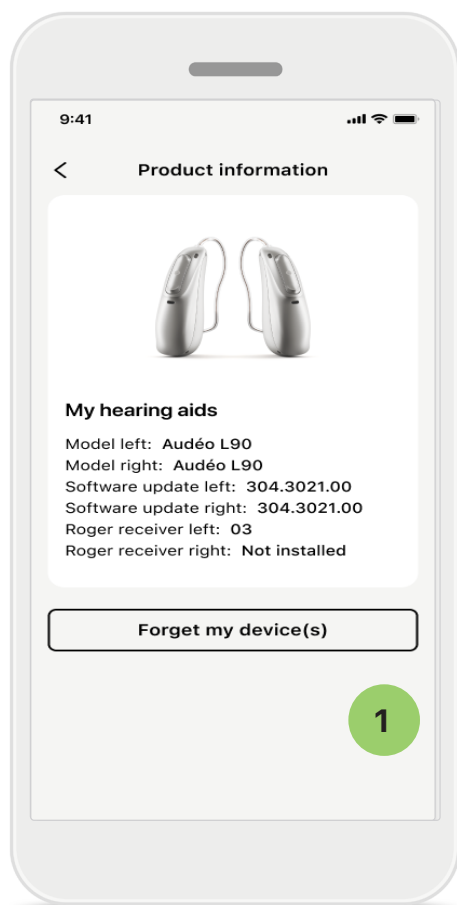 9:41
Product information
My hearing aids
Model left: Audéo L90
Model right: Audéo L90
Software update left: 304.3021.00
Software update right: 304.3021.00
Roger receiver left: 03
Roger receiver right: Not installed
Forget my device(s)
1